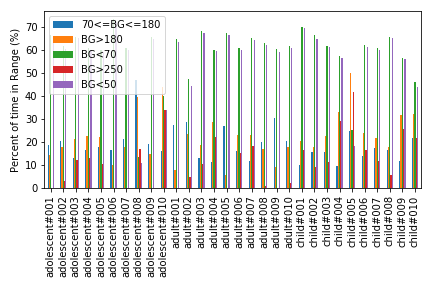 70<=BG<=180
BG>180
BG<70
BG>250
BG<50
Percent of time in Range (%)
70
60
50
40
30
20
10
0
adolescent#001
adolescent#002
adolescent#003
adolescent#004
adolescent#005
adolescent#006
adolescent#007
adolescent#008
adolescent#009
adolescent#010
adult#001
adult#002
adult#003
adult#004
adult#005
adult#006
adult#007
adult#008
adult#009
adult#010
child#001
child#002
child#003
child#004
child#005
child#006
child#007
child#008
child#009
child#010